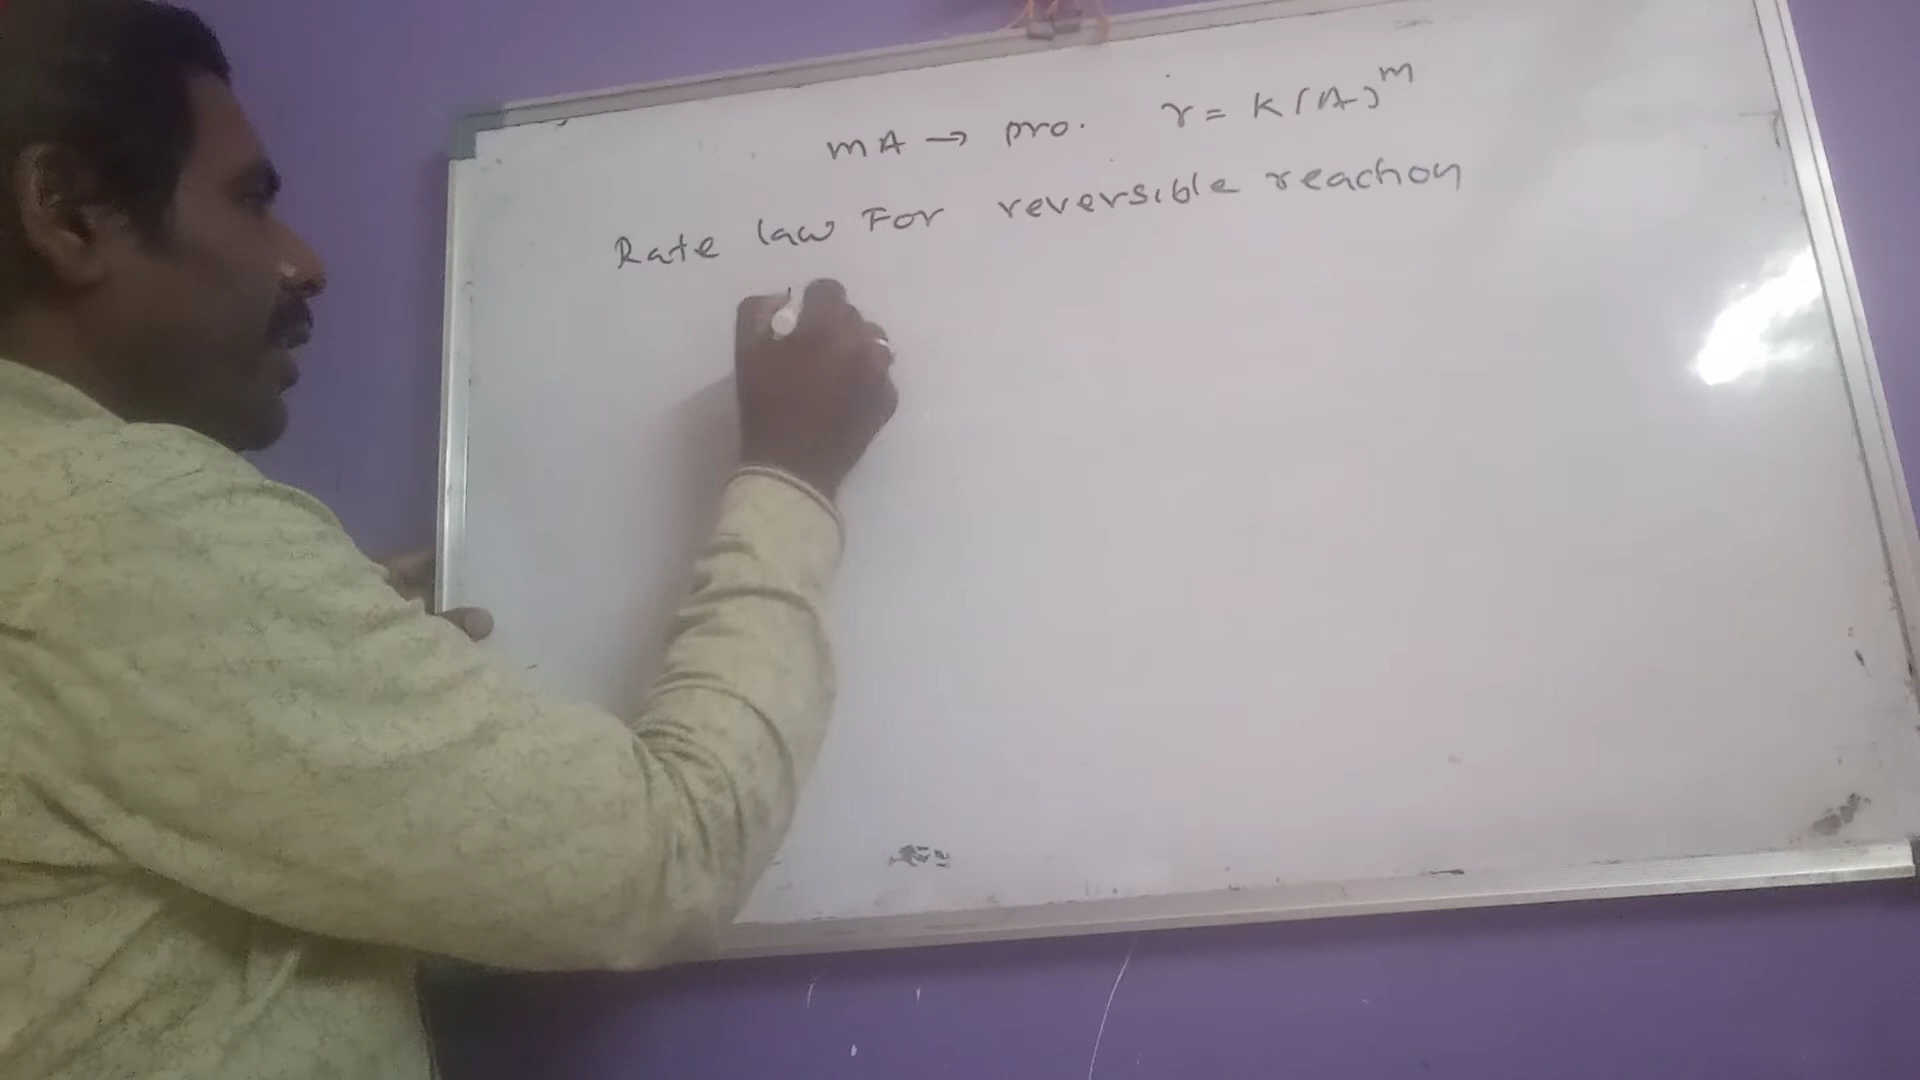 mA → pro. r = K(A)^m
Rate law For reversible reaction